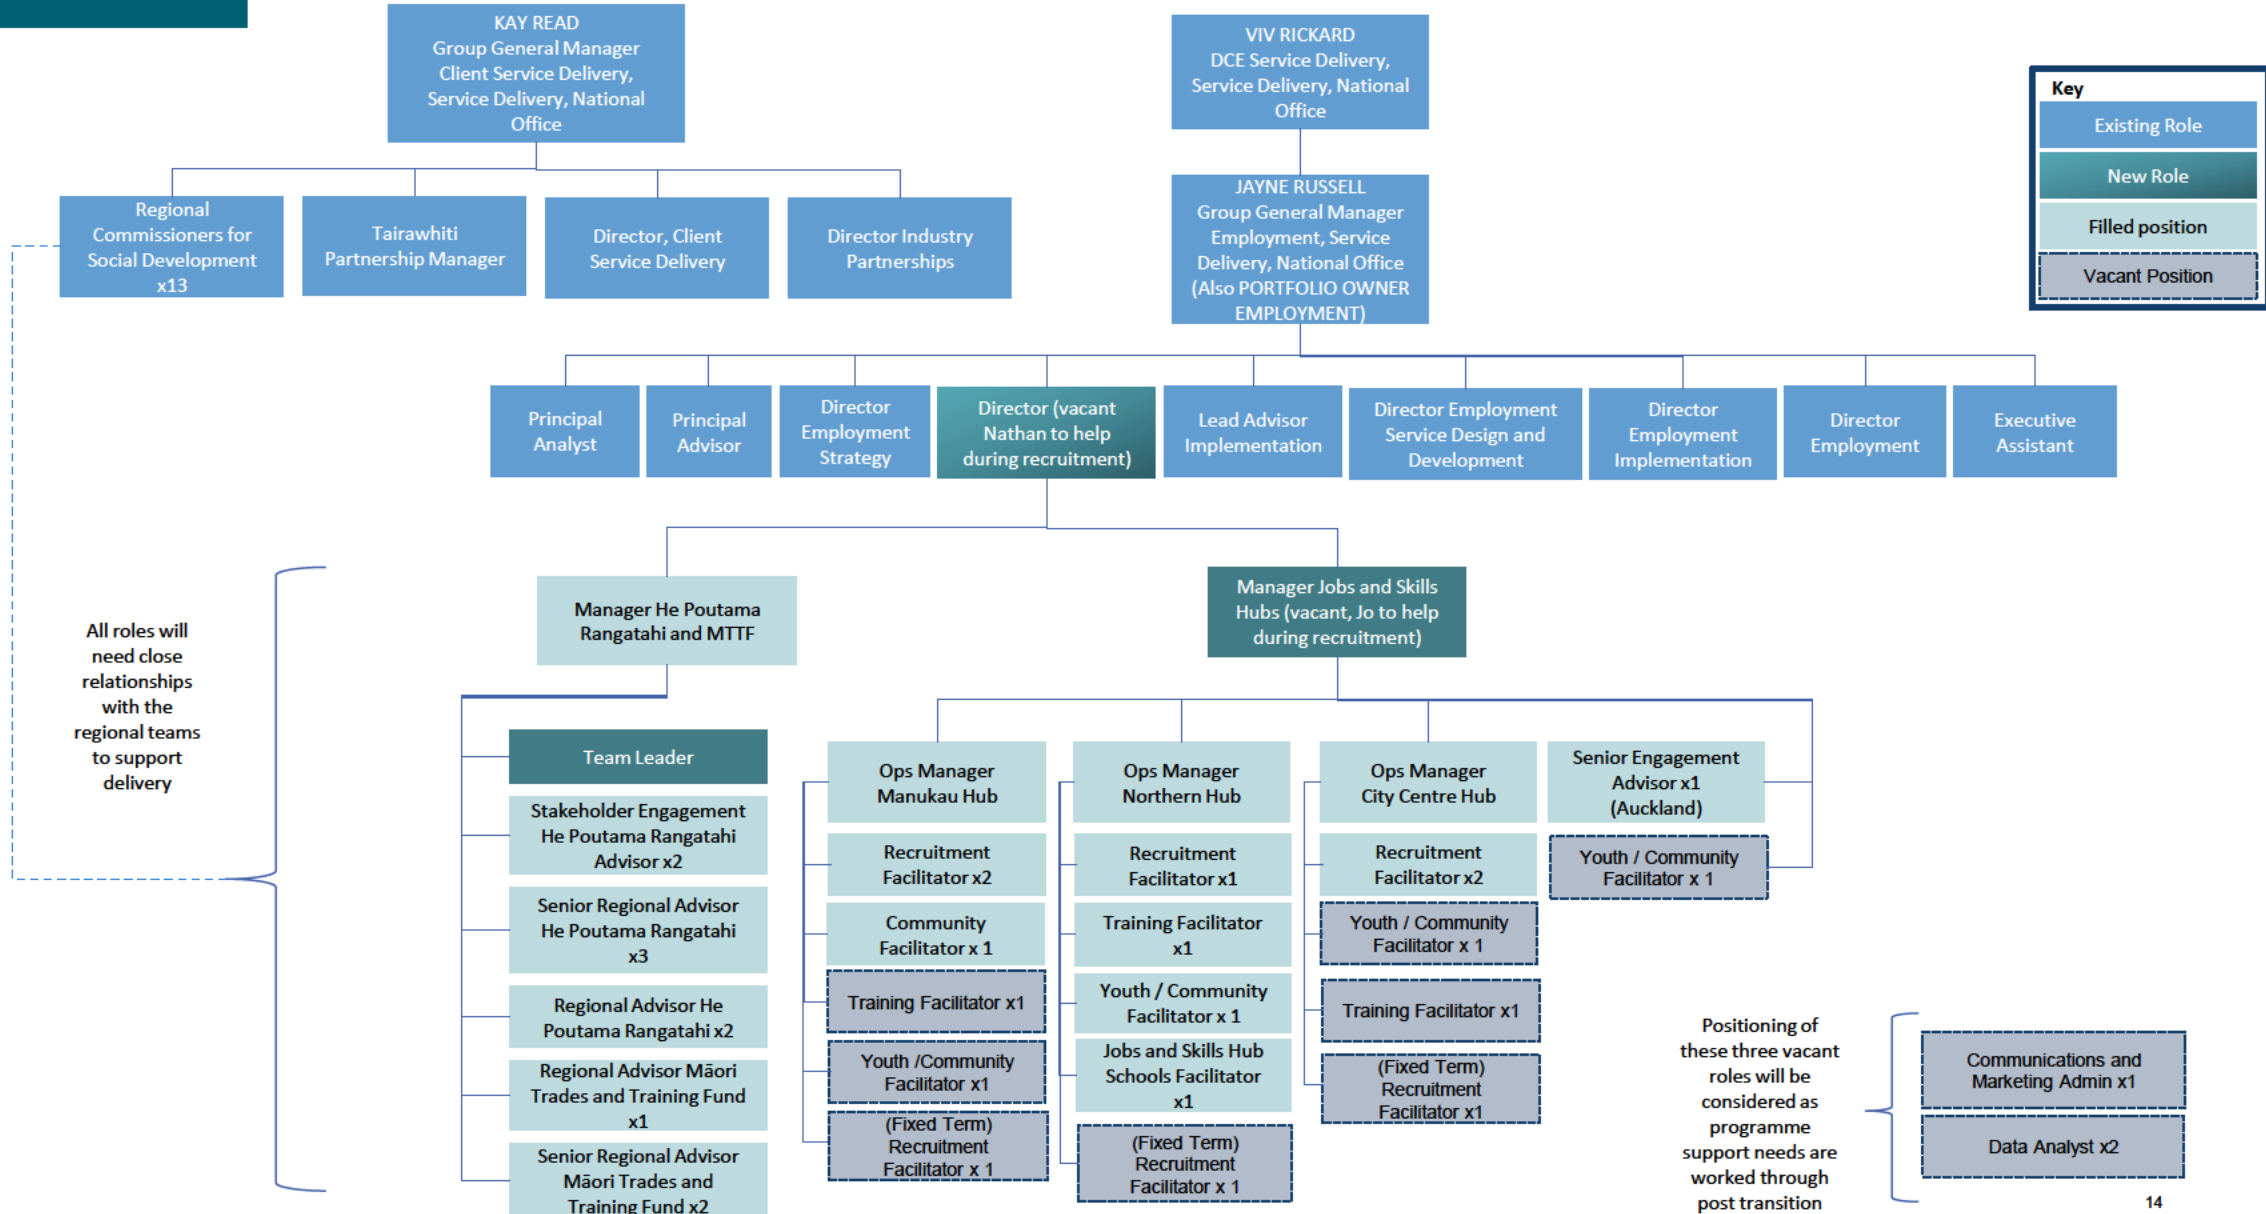 KAY READ
Group General Manager
Client Service Delivery,
Service Delivery, National
Office
VIV RICKARD
DCE Service Delivery,
Service Delivery, National
Office
Key
Existing Role
New Role
Filled position
Vacant Position
Regional
Commissioners for
Social Development
x13
Tairawhiti
Partnership Manager
Director, Client
Service Delivery
Director Industry
Partnerships
JAYNE RUSSELL
Group General Manager
Employment, Service
Delivery, National Office
(Also PORTFOLIO OWNER
EMPLOYMENT)
Principal
Analyst
Principal
Advisor
Director
Employment
Strategy
Director (vacant
Nathan to help
during recruitment)
Lead Advisor
Implementation
Director Employment
Service Design and
Development
Director
Employment
Implementation
Director
Employment
Executive
Assistant
All roles will
need close
relationships
with the
regional teams
to support
delivery
Manager He Poutama
Rangatahi and MTTF
Manager Jobs and Skills
Hubs (vacant, Jo to help
during recruitment)
Team Leader
Stakeholder Engagement
He Poutama Rangatahi
Advisor x2
Senior Regional Advisor
He Poutama Rangatahi
x3
Regional Advisor He
Poutama Rangatahi x2
Regional Advisor Māori
Trades and Training Fund
x1
Senior Regional Advisor
Māori Trades and
Training Fund x2
Ops Manager
Manukau Hub
Recruitment
Facilitator x2
Community
Facilitator x 1
Training Facilitator x1
Youth /Community
Facilitator x1
(Fixed Term)
Recruitment
Facilitator x 1
Ops Manager
Northern Hub
Recruitment
Facilitator x1
Training Facilitator
x1
Youth / Community
Facilitator x 1
Jobs and Skills Hub
Schools Facilitator
x1
(Fixed Term)
Recruitment
Facilitator x 1
Ops Manager
City Centre Hub
Recruitment
Facilitator x2
Youth / Community
Facilitator x 1
Training Facilitator x1
(Fixed Term)
Recruitment
Facilitator x1
Senior Engagement
Advisor x1
(Auckland)
Youth / Community
Facilitator x 1
Positioning of
these three vacant
roles will be
considered as
programme
support needs are
worked through
post transition
Communications and
Marketing Admin x1
Data Analyst x2
14